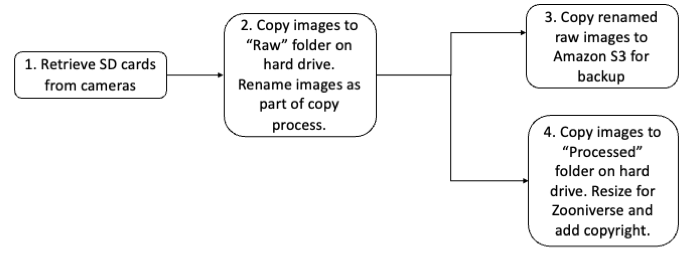 1. Retrieve SD cards
from cameras
2. Copy images to
“Raw” folder on
hard drive.
Rename images as
part of copy
process.
3. Copy renamed
raw images to
Amazon S3 for
backup
4. Copy images to
“Processed”
folder on hard
drive. Resize for
Zooniverse and
add copyright.